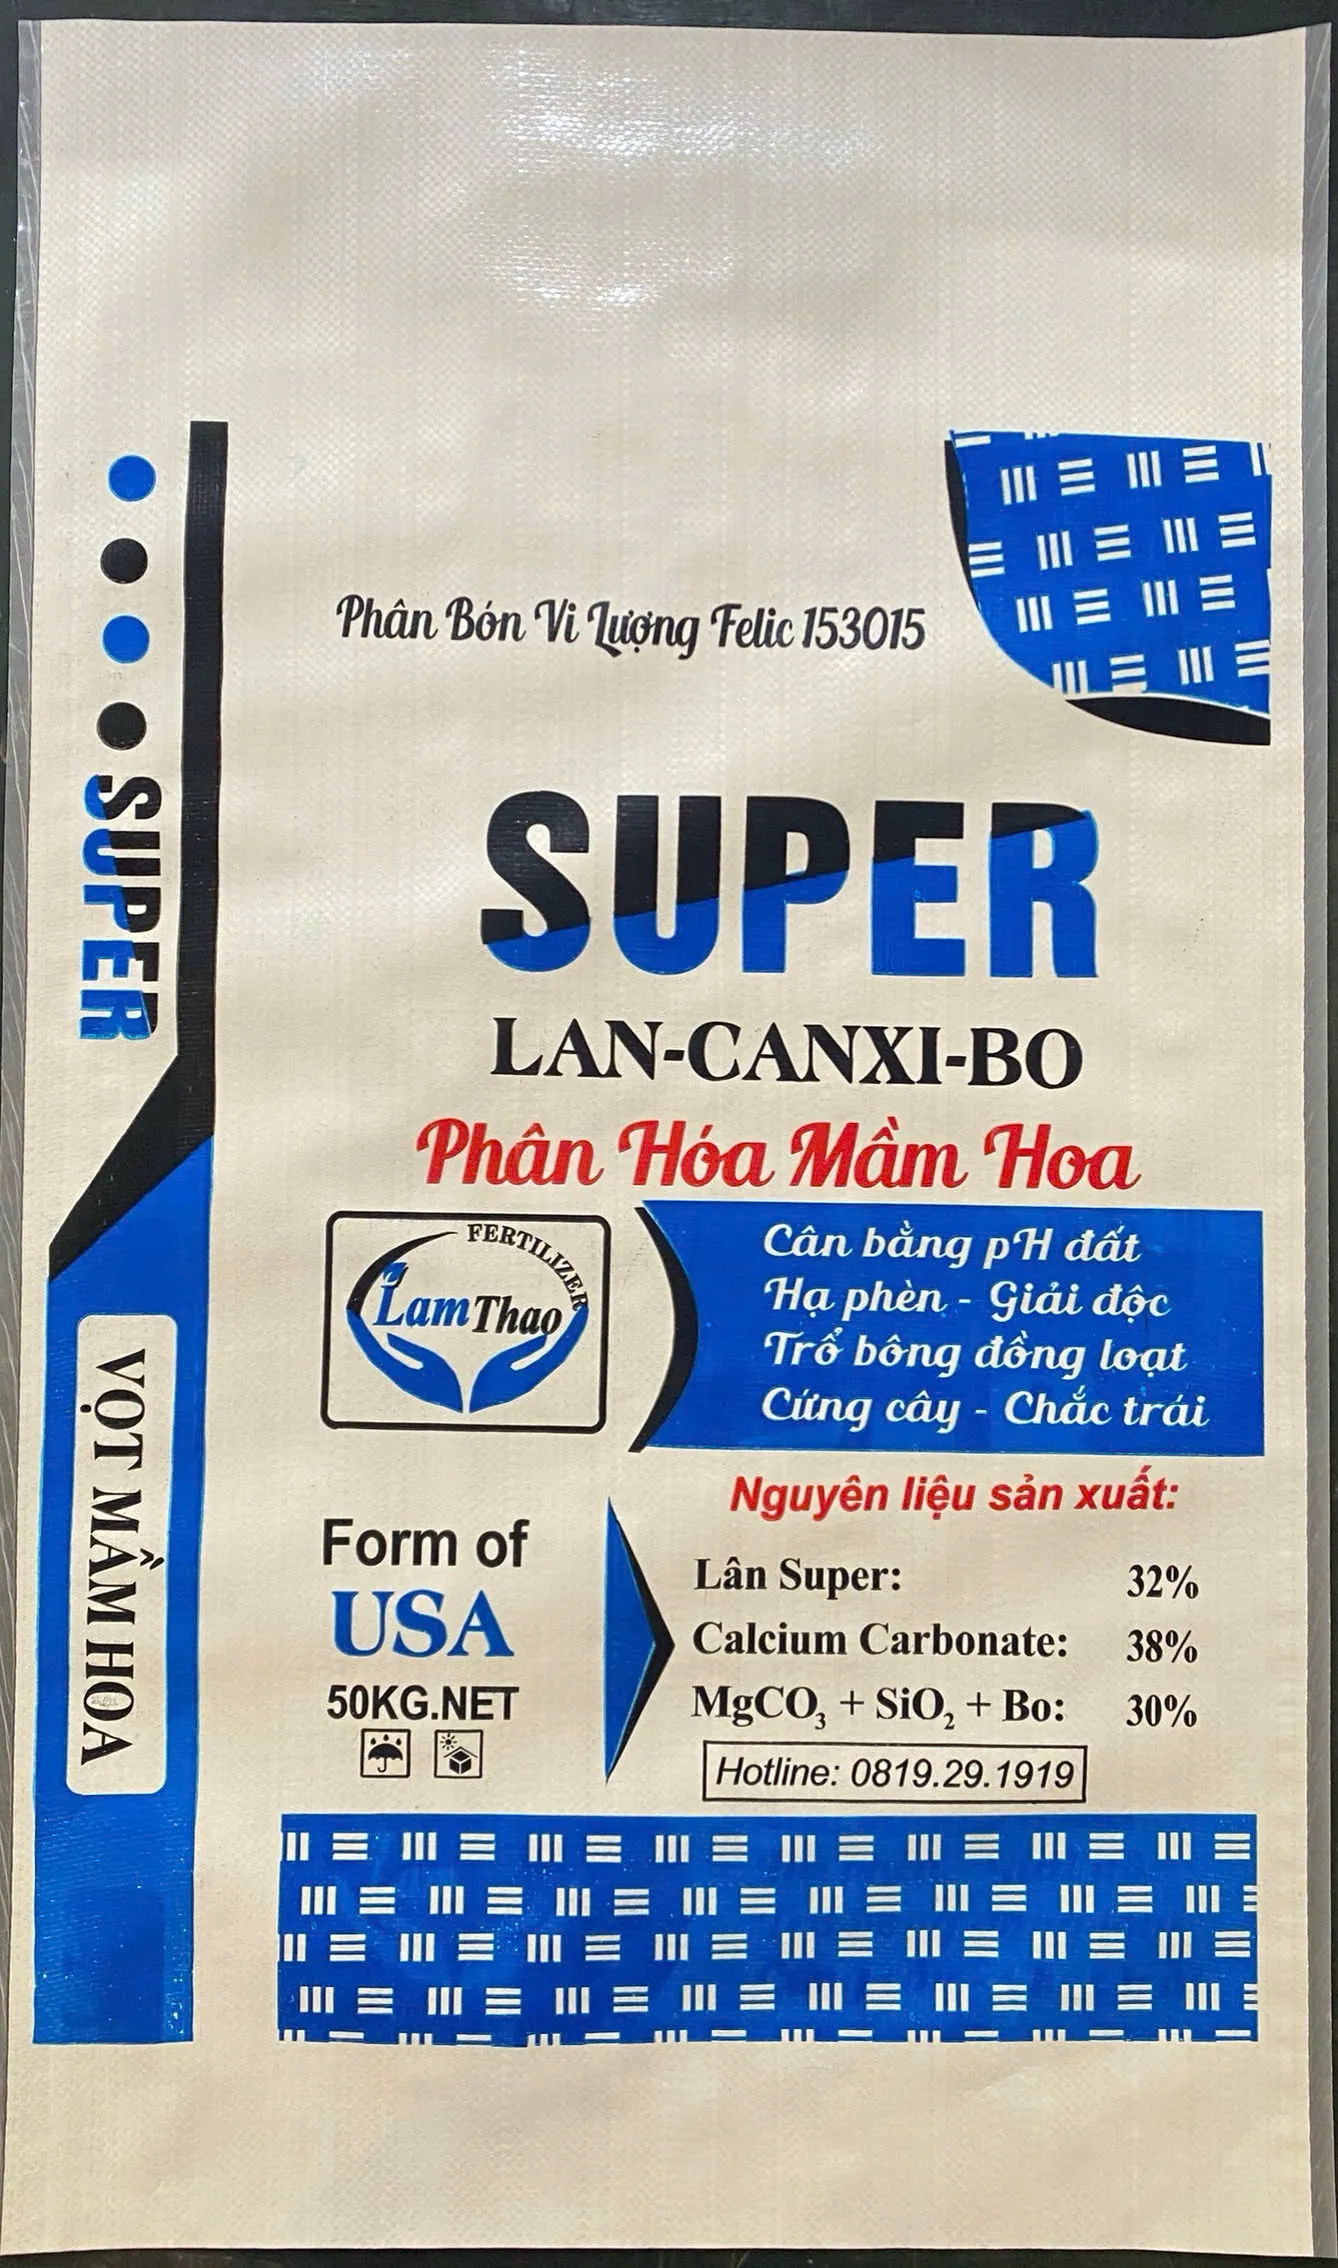 Phân Bón Vi Lượng Felic 153015
SUPER
LAN-CANXI-BO
Phân Hóa Mầm Hoa
FERTILIZER
LamThao
Cân bằng pH đất
Hạ phèn - Giải độc
Trổ bông đồng loạt
Cứng cây - Chắc trái
Nguyên liệu sản xuất:
Lân Super: 32%
Calcium Carbonate: 38%
MgCO₃ + SiO₂ + Bo: 30%
Hotline: 0819.29.1919
Form of
USA
50KG.NET
SUPER
VỌT MẦM HOA